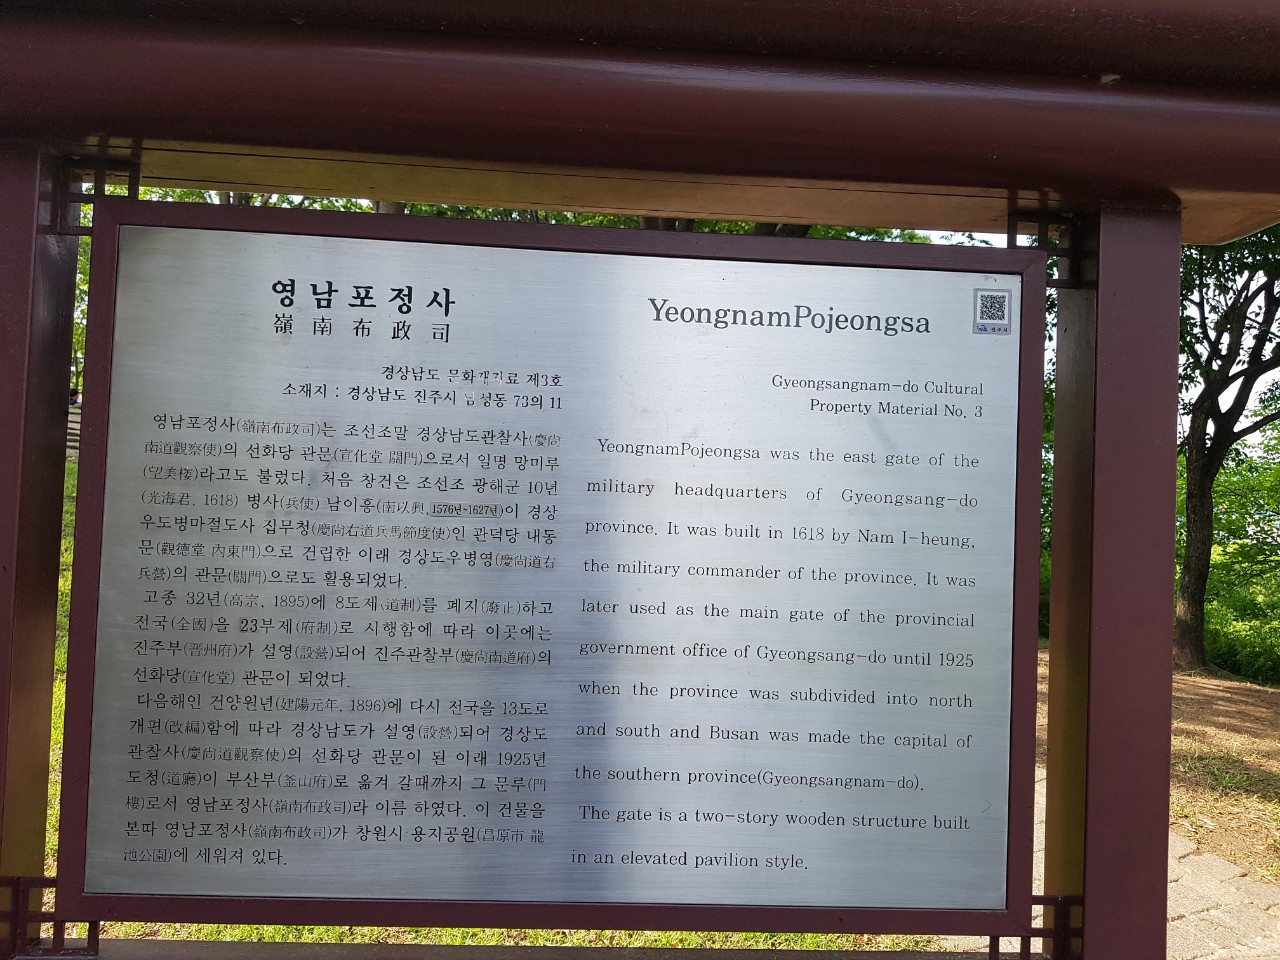 영남포정사
嶺南布政司
경상남도 문화재자료 제3호
소재지 : 경상남도 진주시 남성동 73의 11
영남포정사(嶺南布政司)는 조선조말 경상남도관찰사(慶尙
南道觀察使)의 선화당 관문(宣化堂 關門)으로서 일명 망미루
(望美樓)라고도 불렀다. 처음 창건은 조선조 광해군 10년
(光海君, 1618) 병사(兵使) 남이흥(南以興, 1576년~1627년)이 경상
우도병마절도사 집무청(慶尙右道兵馬節度使)인 관덕당 내동
문(觀德堂 內東門)으로 건립한 이래 경상도우병영(慶尙道右
兵營)의 관문(關門)으로도 활용되었다.
고종 32년(高宗, 1895)에 8도제(道制)를 폐지(廢止)하고
전국(全國)을 23부제(府制)로 시행함에 따라 이곳에는
진주부(晋州府)가 설영(設營)되어 진주관찰부(慶尙南道府)의
선화당(宣化堂) 관문이 되었다.
다음해인 건양원년(建陽元年, 1896)에 다시 전국을 13도로
개편(改編)함에 따라 경상남도가 설영(設營)되어 경상도
관찰사(慶尙道觀察使)의 선화당 관문이 된 이래 1925년
도청(道廳)이 부산부(釜山府)로 옮겨 갈때까지 그 문루(門
樓)로서 영남포정사(嶺南布政司)라 이름 하였다. 이 건물을
본따 영남포정사(嶺南布政司)가 창원시 용지공원(昌原市 龍
池公園)에 세워져 있다.
YeongnamPojeongsa
진주시
Gyeongsangnam-do Cultural
Property Material No. 3
YeongnamPojeongsa was the east gate of the
military headquarters of Gyeongsang-do
province. It was built in 1618 by Nam I-heung,
the military commander of the province. It was
later used as the main gate of the provincial
government office of Gyeongsang-do until 1925
when the province was subdivided into north
and south and Busan was made the capital of
the southern province(Gyeongsangnam-do).
The gate is a two-story wooden structure built
in an elevated pavilion style.